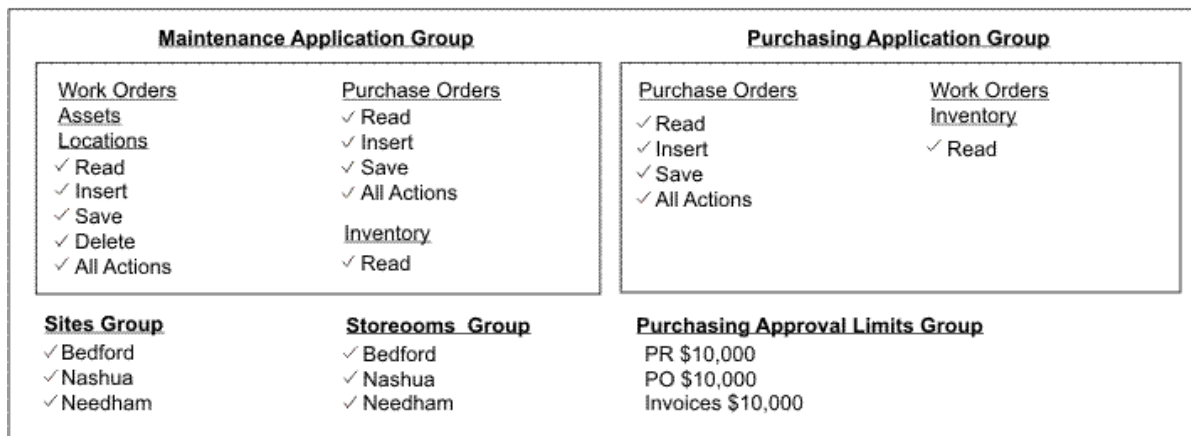 Maintenance Application Group
Work Orders
Assets
Locations
✓ Read
✓ Insert
✓ Save
✓ Delete
✓ All Actions
Purchase Orders
✓ Read
✓ Insert
✓ Save
✓ All Actions
Inventory
✓ Read
Purchasing Application Group
Purchase Orders
✓ Read
✓ Insert
✓ Save
✓ All Actions
Work Orders
Inventory
✓ Read
Sites Group
✓ Bedford
✓ Nashua
✓ Needham
Storeooms Group
✓ Bedford
✓ Nashua
✓ Needham
Purchasing Approval Limits Group
PR $10,000
PO $10,000
Invoices $10,000